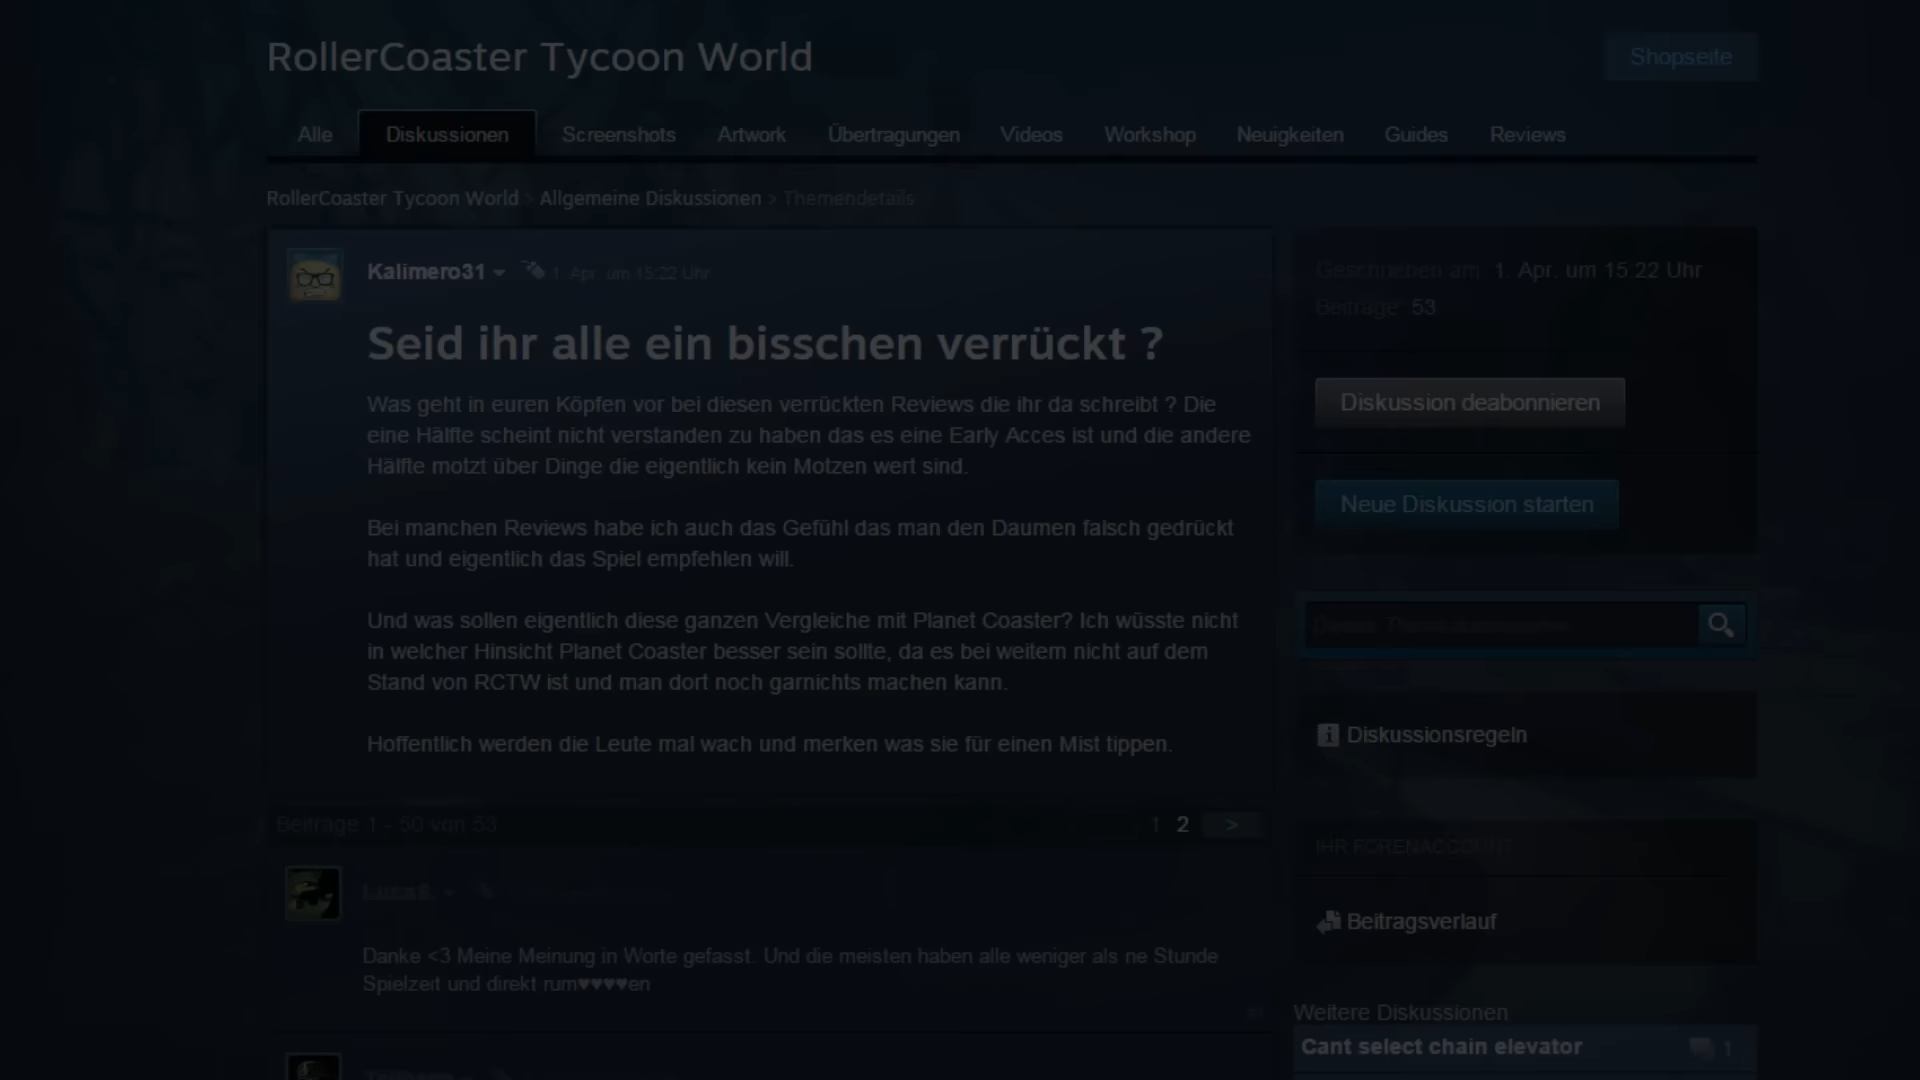 RollerCoaster Tycoon World
Shopseite
Alle Diskussionen Screenshots Artwork Übertragungen Videos Workshop Neuigkeiten Guides Reviews
RollerCoaster Tycoon World > Allgemeine Diskussionen > Themendetails
Kalimero31 1. Apr. um 15:22 Uhr
Seid ihr alle ein bisschen verrückt ?
Was geht in euren Köpfen vor bei diesen verrückten Reviews die ihr da schreibt ? Die
eine Hälfte scheint nicht verstanden zu haben das es eine Early Acces ist und die andere
Hälfte motzt über Dinge die eigentlich kein Motzen wert sind.
Bei manchen Reviews habe ich auch das Gefühl das man den Daumen falsch gedrückt
hat und eigentlich das Spiel empfehlen will.
Und was sollen eigentlich diese ganzen Vergleiche mit Planet Coaster? Ich wüsste nicht
in welcher Hinsicht Planet Coaster besser sein sollte, da es bei weitem nicht auf dem
Stand von RCTW ist und man dort noch garnichts machen kann.
Hoffentlich werden die Leute mal wach und merken was sie für einen Mist tippen.
Beiträge 1 - 50 von 53
1 2 >
Danke <3 Meine Meinung in Worte gefasst. Und die meisten haben alle weniger als ne Stunde
Spielzeit und direkt rum♥♥♥♥en
Geschrieben am: 1. Apr. um 15:22 Uhr
Beiträge: 53
Diskussion deabonnieren
Neue Diskussion starten
Diskussionsregeln
IHR FORENACCOUNT
Beitragsverlauf
Weitere Diskussionen
Cant select chain elevator 1